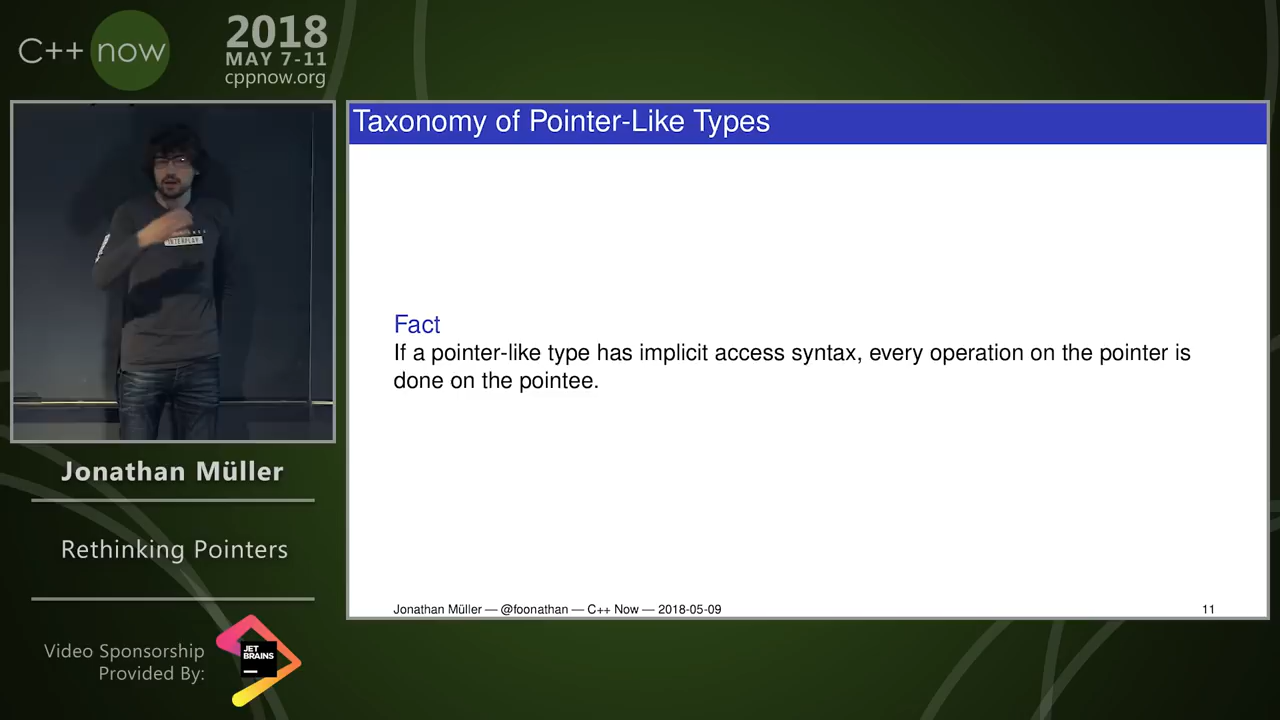 C++ now
2018
MAY 7-11
cppnow.org
Taxonomy of Pointer-Like Types
INTERPLAY
Fact
If a pointer-like type has implicit access syntax, every operation on the pointer is
done on the pointee.
Jonathan Müller
Rethinking Pointers
Video Sponsorship
Provided By:
JET
BRAINS
Jonathan Müller — @foonathan — C++ Now — 2018-05-09
11